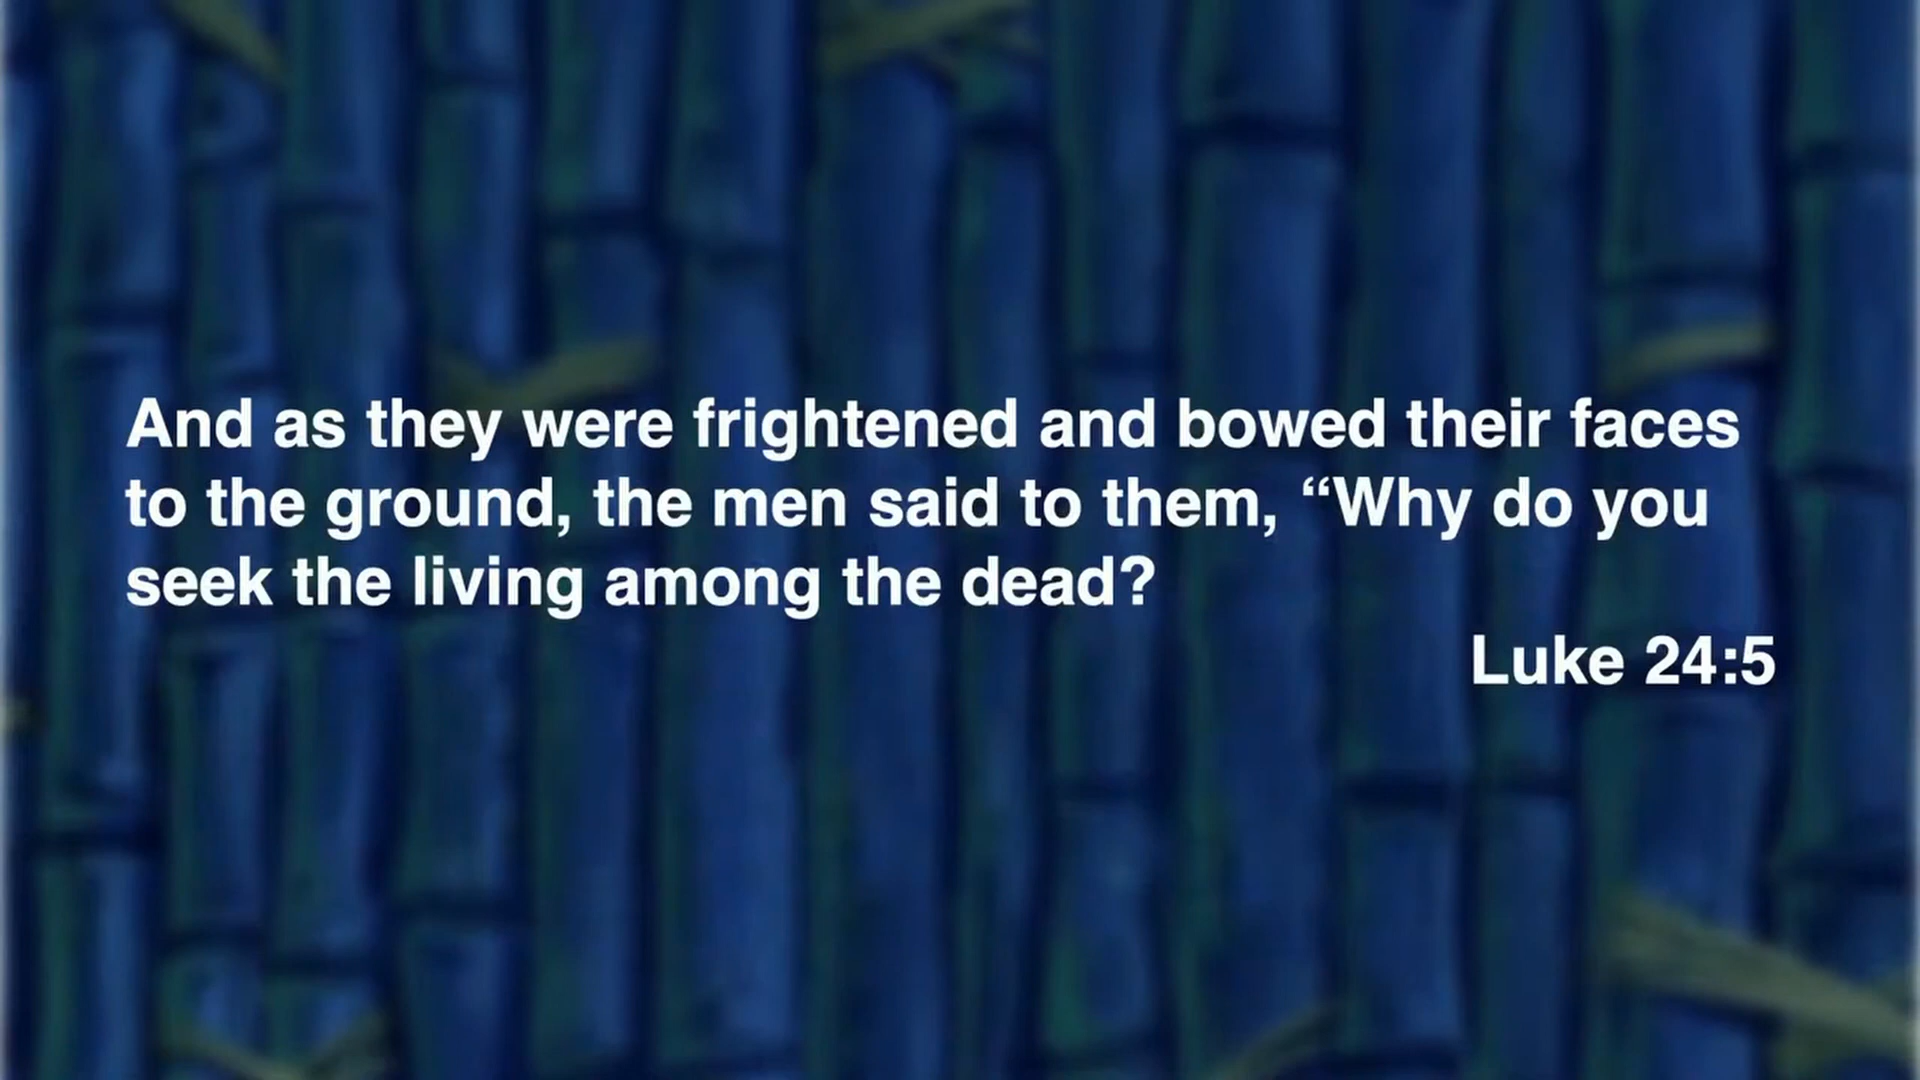 And as they were frightened and bowed their faces
to the ground, the men said to them, “Why do you
seek the living among the dead?
Luke 24:5